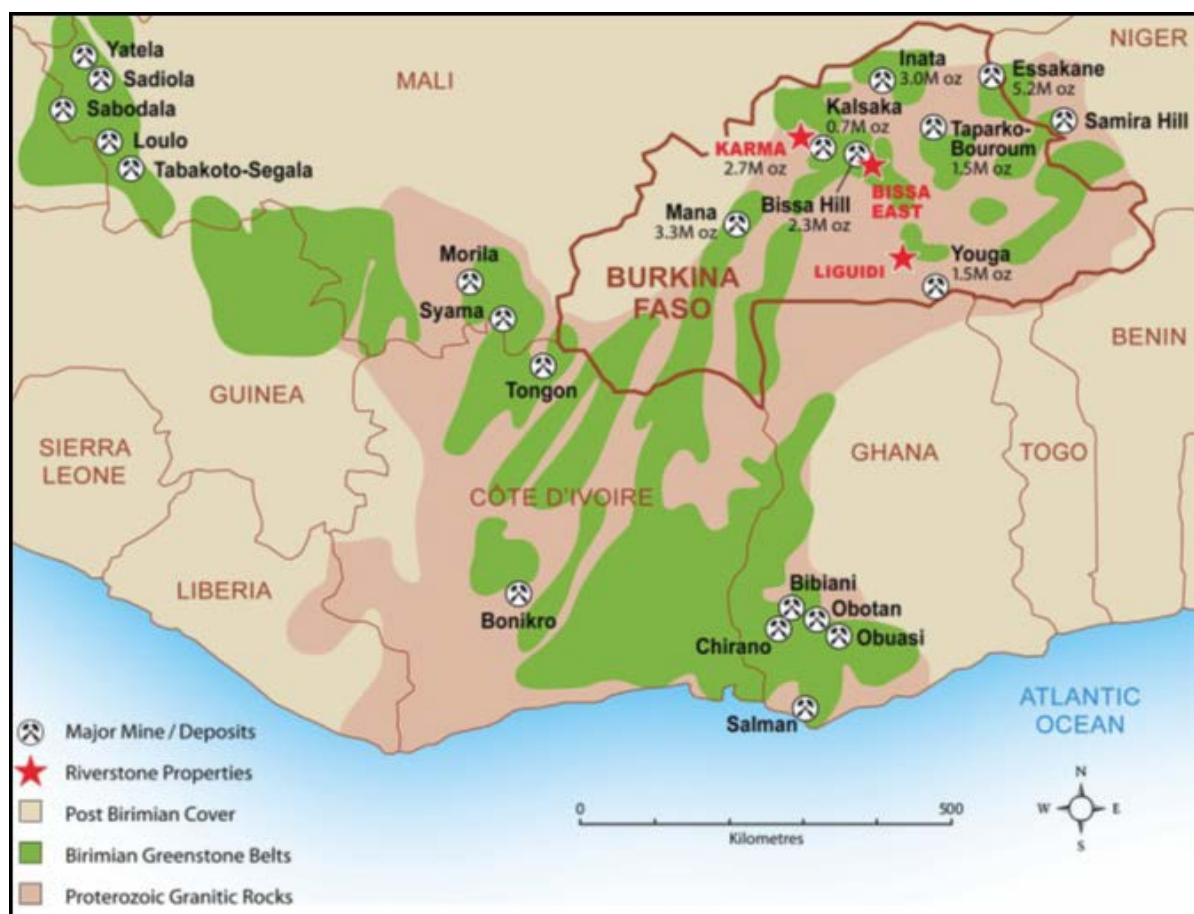 NIGER
MALI
Yatela
Sadiola
Sabodala
Loulo
Tabakoto-Segala
Inata
3.0M oz
Essakane
5.2M oz
Kalsaka
0.7M oz
Samira Hill
Taparko-
Bouroum
1.5M oz
KARMA
2.7M oz
BISSA
EAST
Bissa Hill
2.3M oz
Mana
3.3M oz
LIGUIDI
Youga
1.5M oz
BURKINA
FASO
Morila
Syama
Tongon
BENIN
GUINEA
SIERRA
LEONE
GHANA
TOGO
CÔTE D'IVOIRE
LIBERIA
Bonikro
Bibiani
Obotan
Chirano
Obuasi
Salman
ATLANTIC
OCEAN
Major Mine / Deposits
Riverstone Properties
Post Birimian Cover
Birimian Greenstone Belts
Proterozoic Granitic Rocks
0 500
Kilometres
N
W E
S